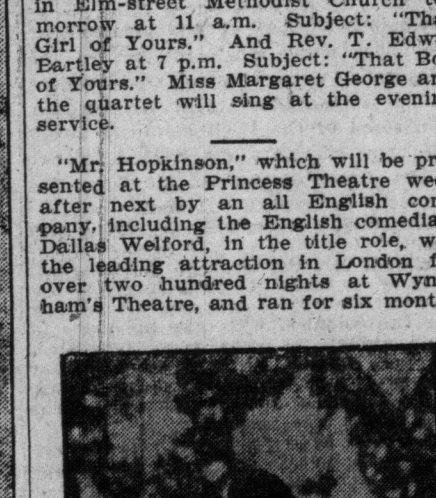 in Elm-street Methodist Church to
morrow at 11 a.m. Subject: "Tha
Girl of Yours." And Rev. T. Edw
Bartley at 7 p.m. Subject: "That Bo
of Yours." Miss Margaret George an
the quartet will sing at the evenin
service.
"Mr. Hopkinson," which will be pr
sented at the Princess Theatre wee
after next by an all English com
pany, including the English comedia
Dallas Welford, in the title role, w
the leading attraction in London f
over two hundred nights at Wyn
ham's Theatre, and ran for six mont